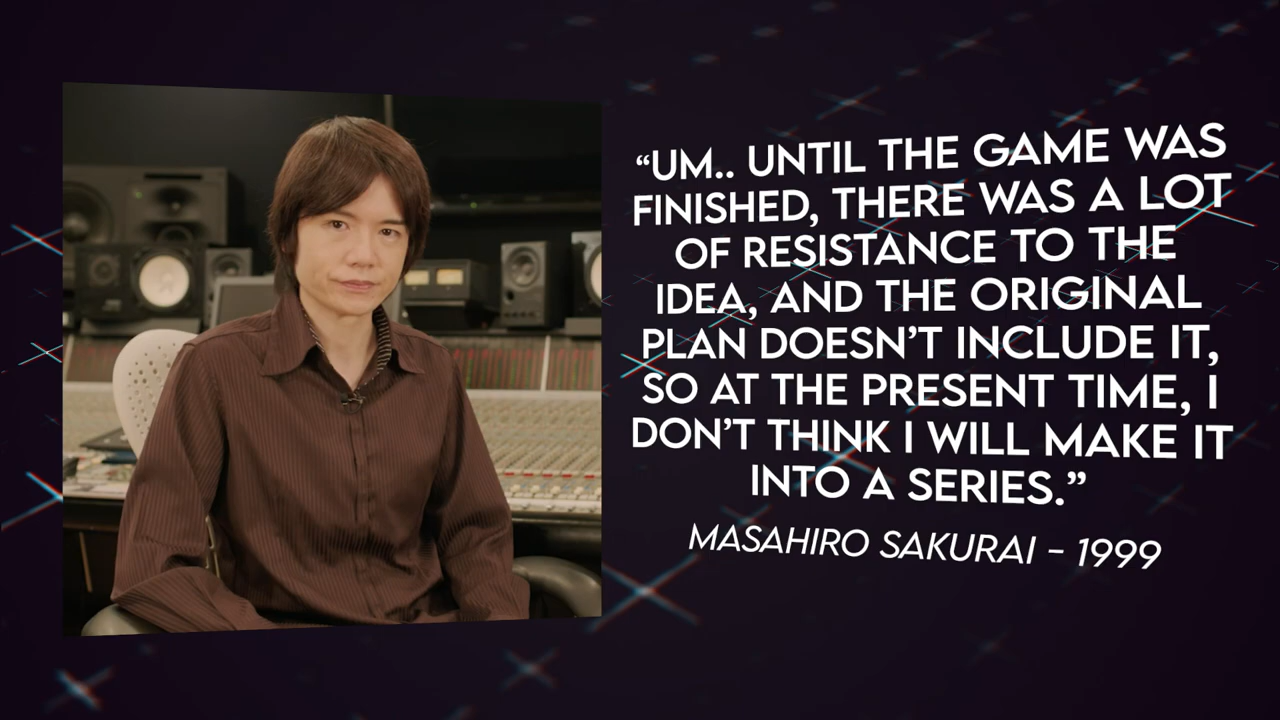 “UM.. UNTIL THE GAME WAS
FINISHED, THERE WAS A LOT
OF RESISTANCE TO THE
IDEA, AND THE ORIGINAL
PLAN DOESN’T INCLUDE IT,
SO AT THE PRESENT TIME, I
DON’T THINK I WILL MAKE IT
INTO A SERIES.”
MASAHIRO SAKURAI - 1999